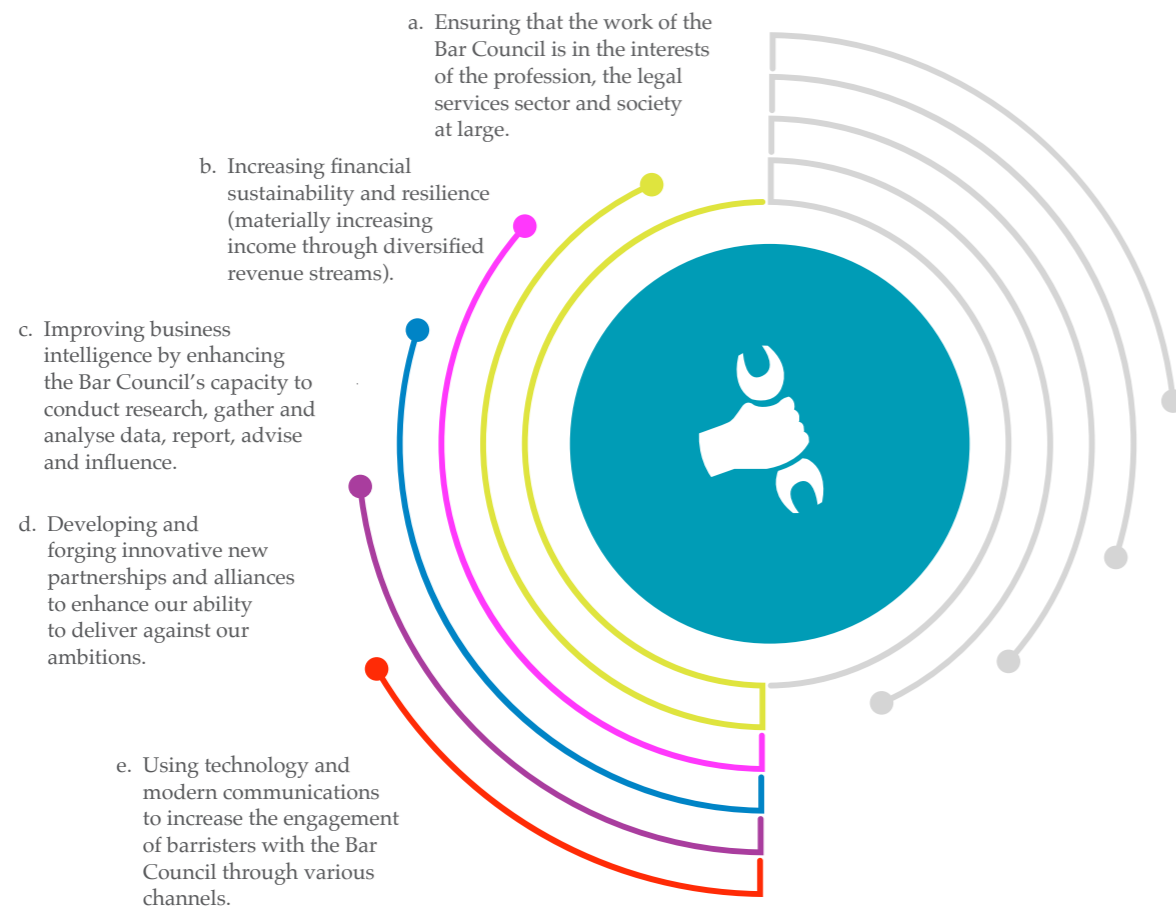 a. Ensuring that the work of the
Bar Council is in the interests
of the profession, the legal
services sector and society
at large.
b. Increasing financial
sustainability and resilience
(materially increasing
income through diversified
revenue streams).
c. Improving business
intelligence by enhancing
the Bar Council’s capacity to
conduct research, gather and
analyse data, report, advise
and influence.
d. Developing and
forging innovative new
partnerships and alliances
to enhance our ability
to deliver against our
ambitions.
e. Using technology and
modern communications
to increase the engagement
of barristers with the Bar
Council through various
channels.